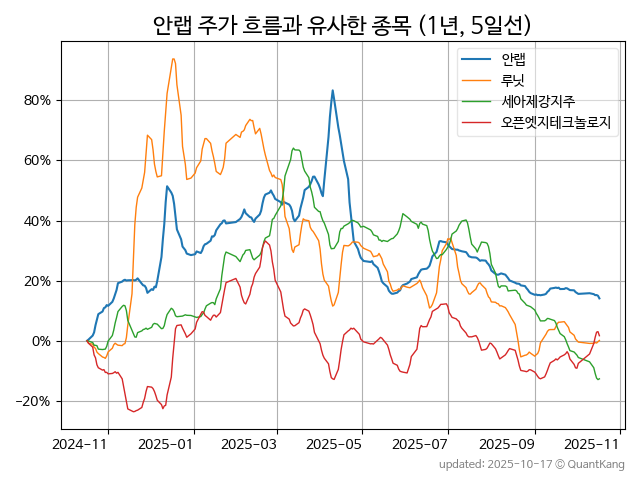 안랩 주가 흐름과 유사한 종목 (1년, 5일선)
안랩
루닛
세아제강지주
오픈엣지테크놀로지
80%
60%
40%
20%
0%
−20%
2024−11
2025−01
2025−03
2025−05
2025−07
2025−09
2025−11
updated: 2025-10-17 © QuantKang